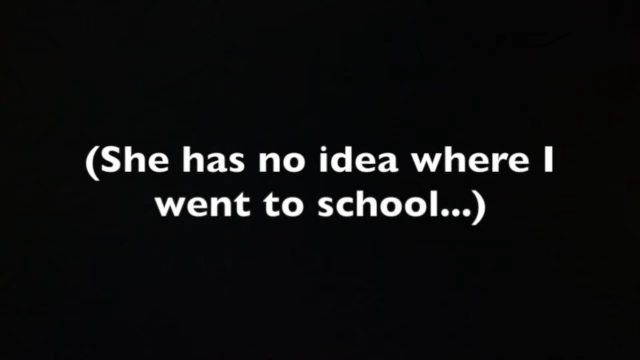 (She has no idea where I
went to school...)